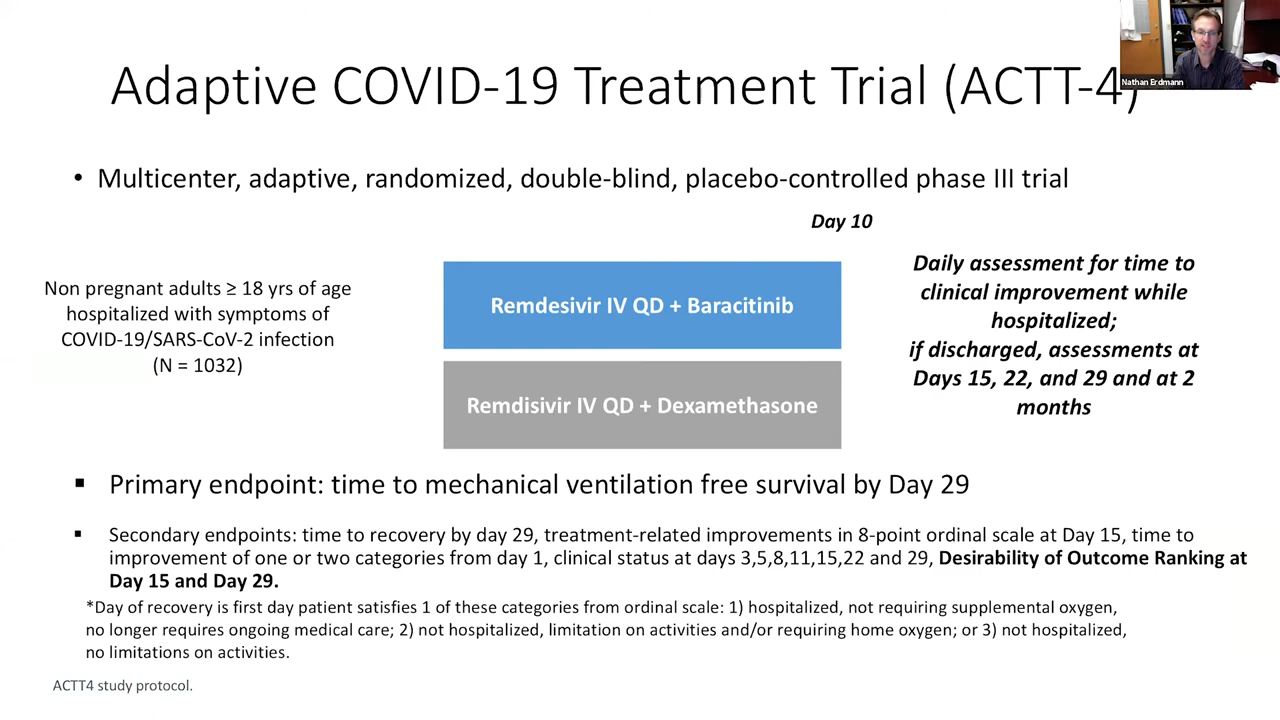 Adaptive COVID-19 Treatment Trial (ACTT-4)
Nathan Erdmann
• Multicenter, adaptive, randomized, double-blind, placebo-controlled phase III trial
Day 10
Non pregnant adults ≥ 18 yrs of age
hospitalized with symptoms of
COVID-19/SARS-CoV-2 infection
(N = 1032)
Remdesivir IV QD + Baracitinib
Remdisivir IV QD + Dexamethasone
Daily assessment for time to
clinical improvement while
hospitalized;
if discharged, assessments at
Days 15, 22, and 29 and at 2
months
▪ Primary endpoint: time to mechanical ventilation free survival by Day 29
▪ Secondary endpoints: time to recovery by day 29, treatment-related improvements in 8-point ordinal scale at Day 15, time to
improvement of one or two categories from day 1, clinical status at days 3,5,8,11,15,22 and 29, Desirability of Outcome Ranking at
Day 15 and Day 29.
*Day of recovery is first day patient satisfies 1 of these categories from ordinal scale: 1) hospitalized, not requiring supplemental oxygen,
no longer requires ongoing medical care; 2) not hospitalized, limitation on activities and/or requiring home oxygen; or 3) not hospitalized,
no limitations on activities.
ACTT4 study protocol.